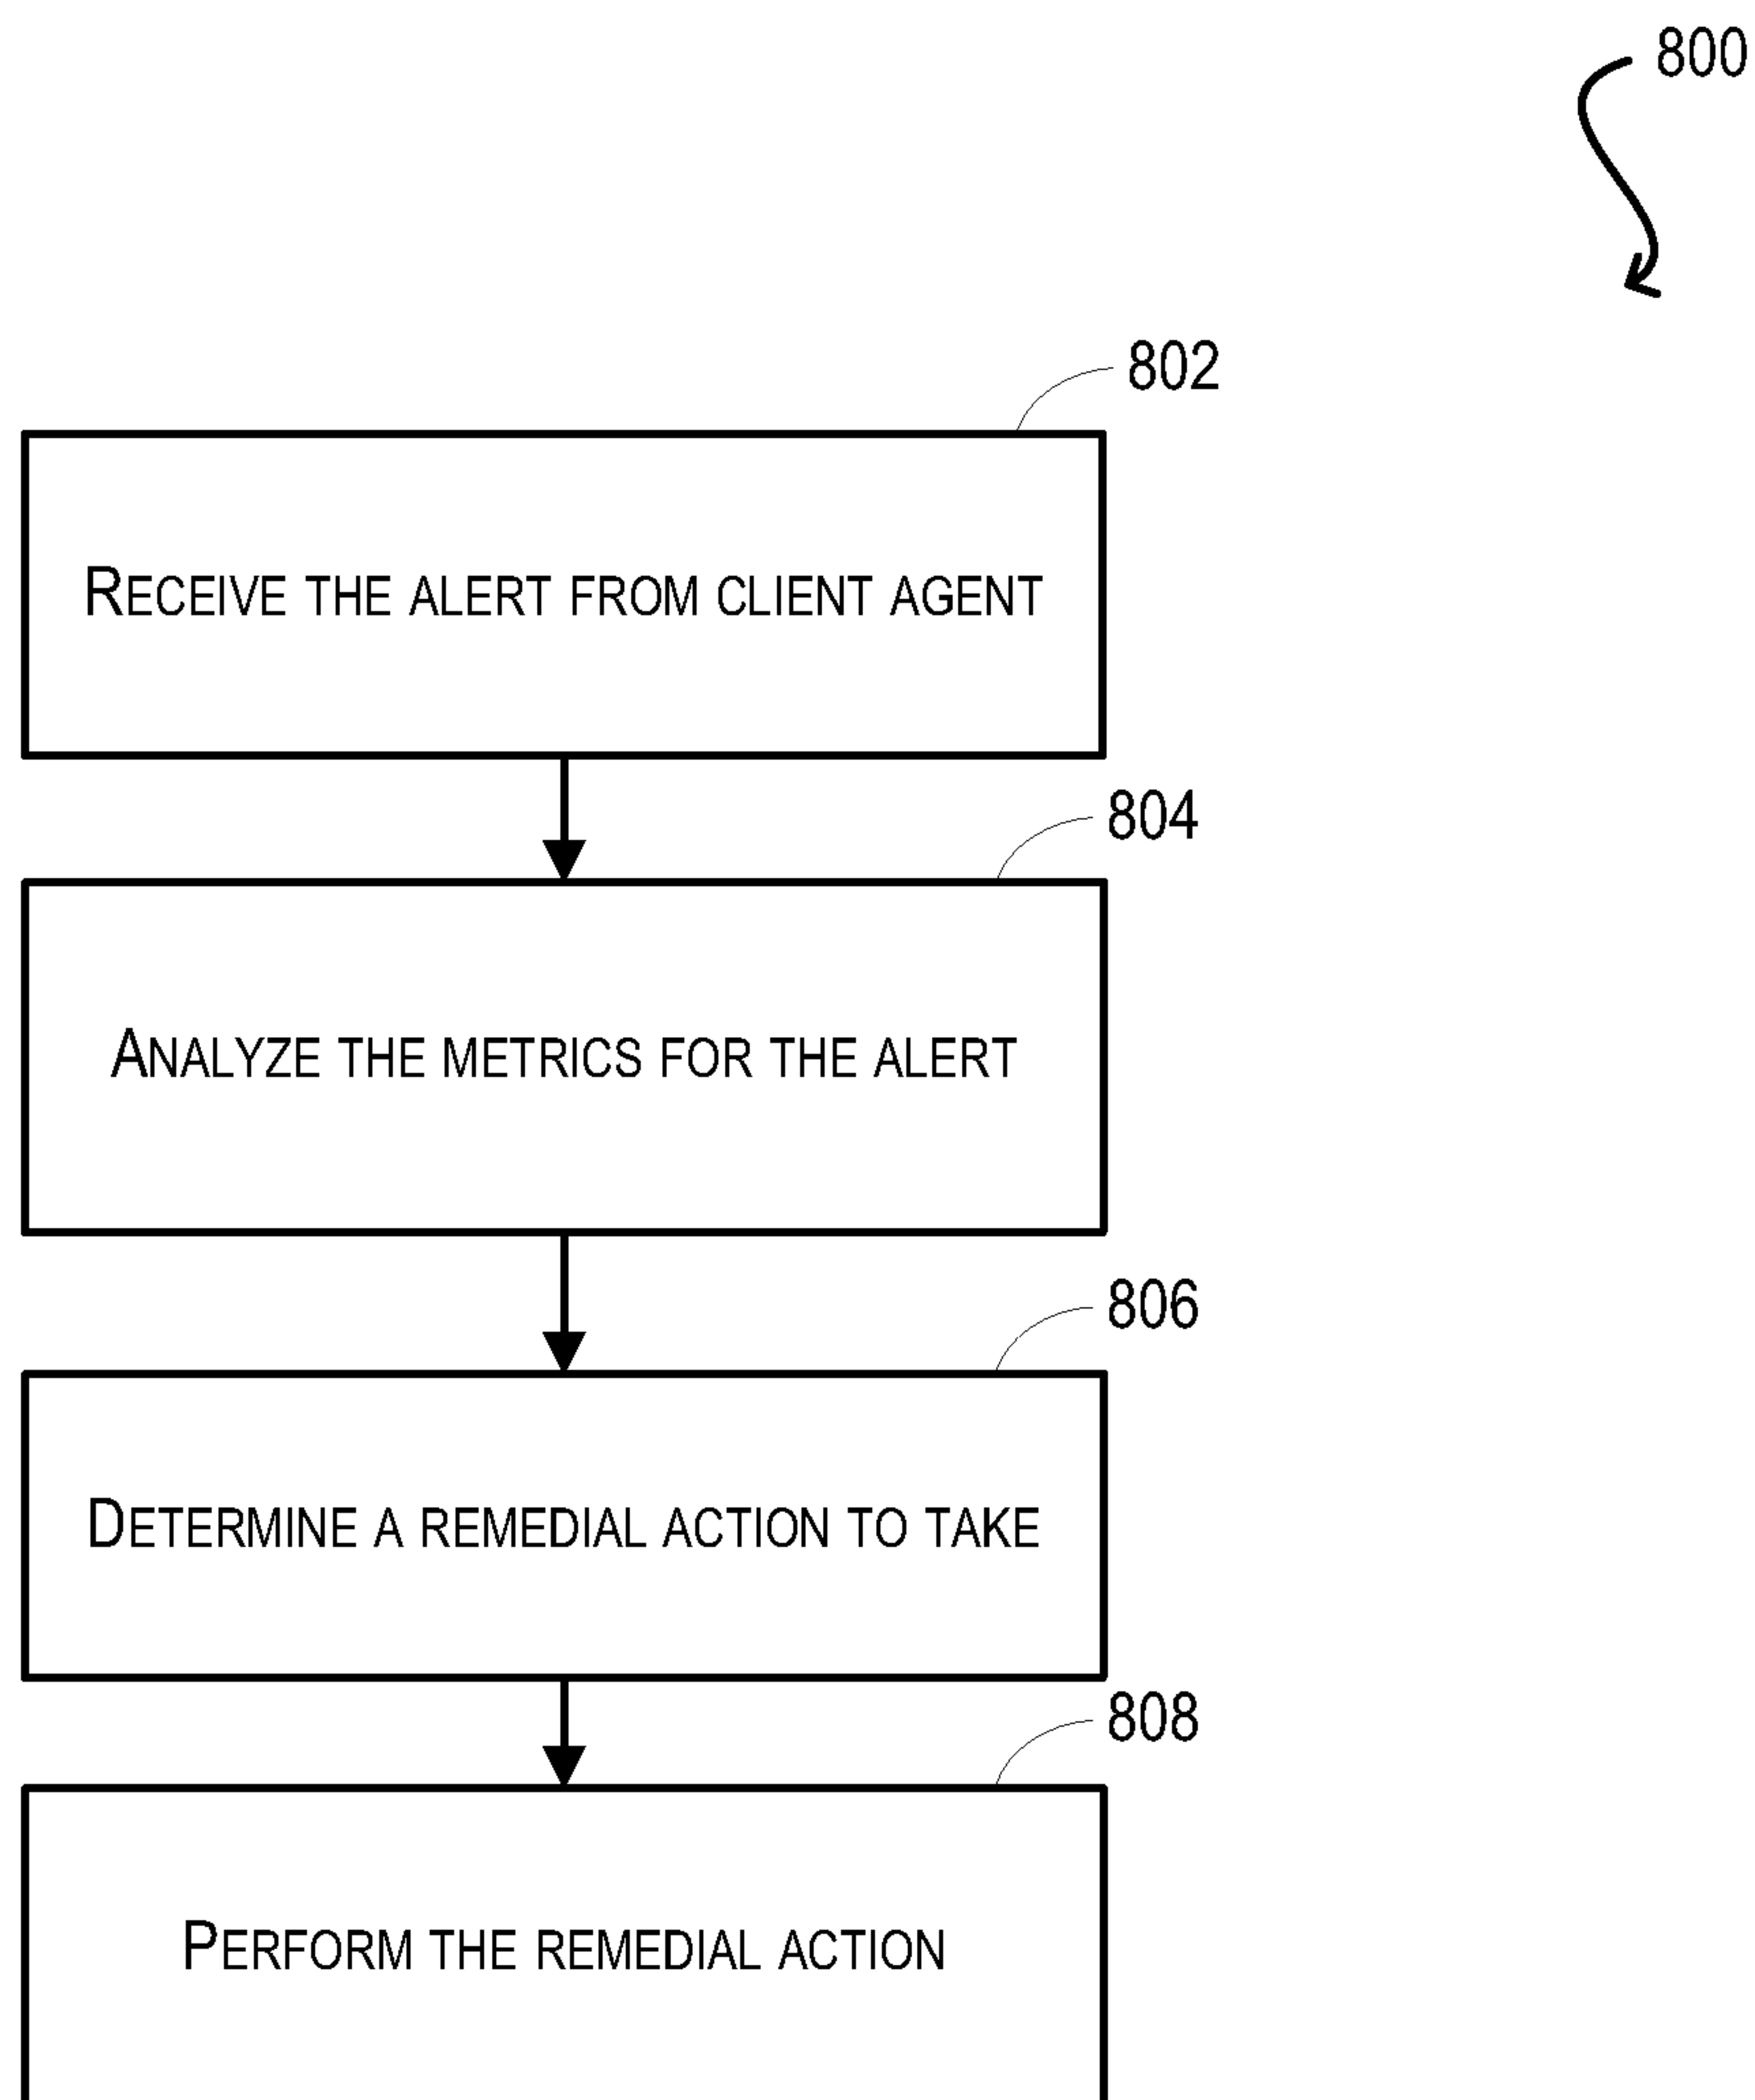 800
802
RECEIVE THE ALERT FROM CLIENT AGENT
804
ANALYZE THE METRICS FOR THE ALERT
806
DETERMINE A REMEDIAL ACTION TO TAKE
808
PERFORM THE REMEDIAL ACTION